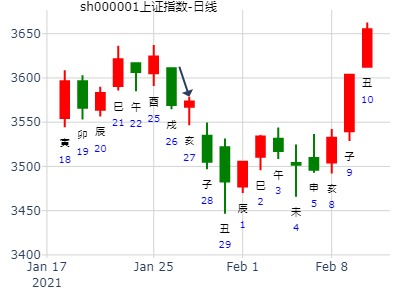 sh000001上证指数-日线
3650
3600
3550
3500
3450
3400
寅
18
卯
19
辰
20
巳
21
午
22
酉
25
戌
26
亥
27
子
28
丑
29
辰
1
巳
2
午
3
未
4
申
5
亥
8
子
9
丑
10
Jan 17
2021
Jan 25
Feb 1
Feb 8